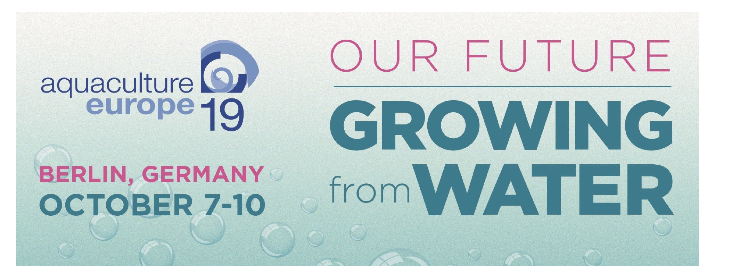 aquaculture
europe 19
BERLIN, GERMANY
OCTOBER 7-10
OUR FUTURE
GROWING
from WATER